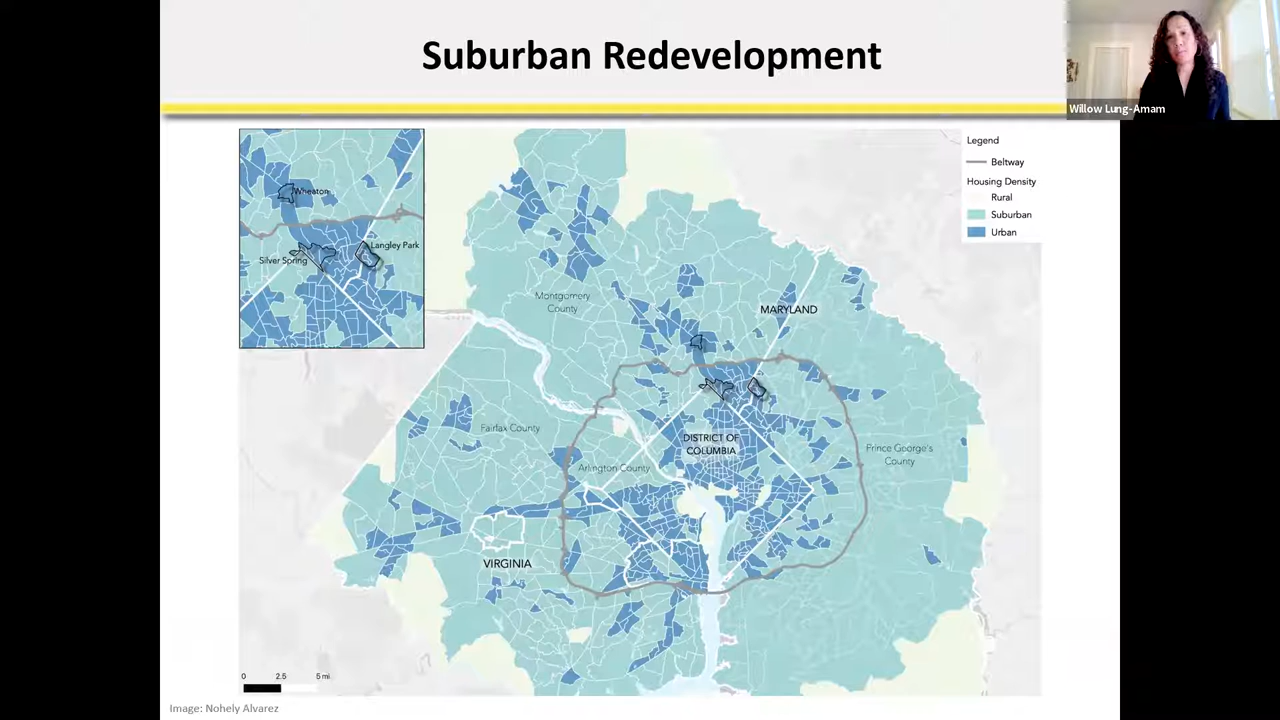 Suburban Redevelopment
Willow Lung-Amam
Wheaton
Langley Park
Silver Spring
Legend
Beltway
Housing Density
Rural
Suburban
Urban
Montgomery
County
MARYLAND
Fairfax County
DISTRICT OF
COLUMBIA
Prince George's
County
Arlington County
VIRGINIA
0 2.5 5 mi
Image: Nohely Alvarez